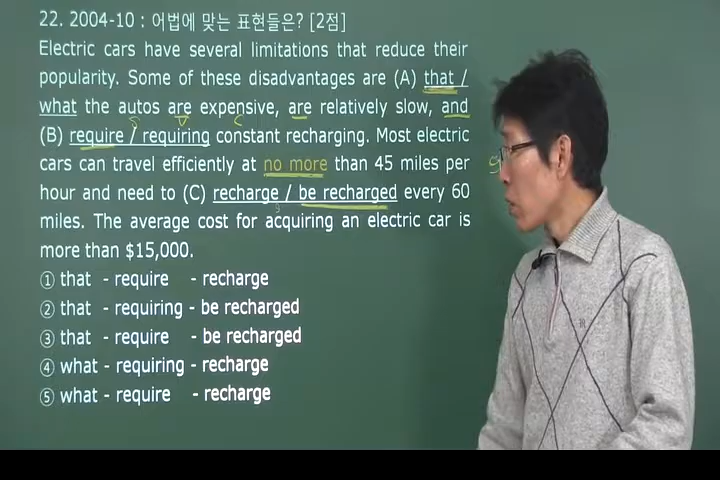 22. 2004-10 : 어법에 맞는 표현들은? [2점]
Electric cars have several limitations that reduce their
popularity. Some of these disadvantages are (A) that /
what the autos are expensive, are relatively slow, and
(B) require / requiring constant recharging. Most electric
cars can travel efficiently at no more than 45 miles per
hour and need to (C) recharge / be recharged every 60
miles. The average cost for acquiring an electric car is
more than $15,000.
① that - require - recharge
② that - requiring - be recharged
③ that - require - be recharged
④ what - requiring - recharge
⑤ what - require - recharge